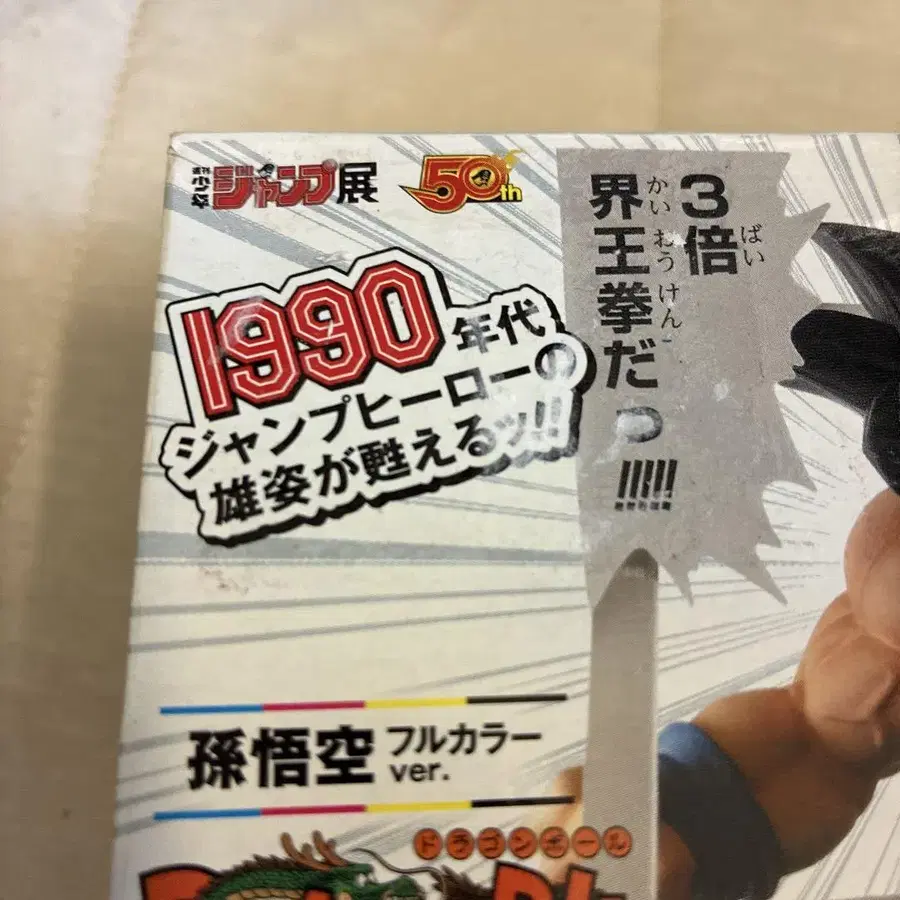 週刊少年ジャンプ展
50th
3倍
ばい
界王拳だっ!!!!!
かいおうけん
1990年代
ジャンプヒーローの
雄姿が甦えるッ!!
孫悟空 フルカラー
ver.
ドラゴンボール